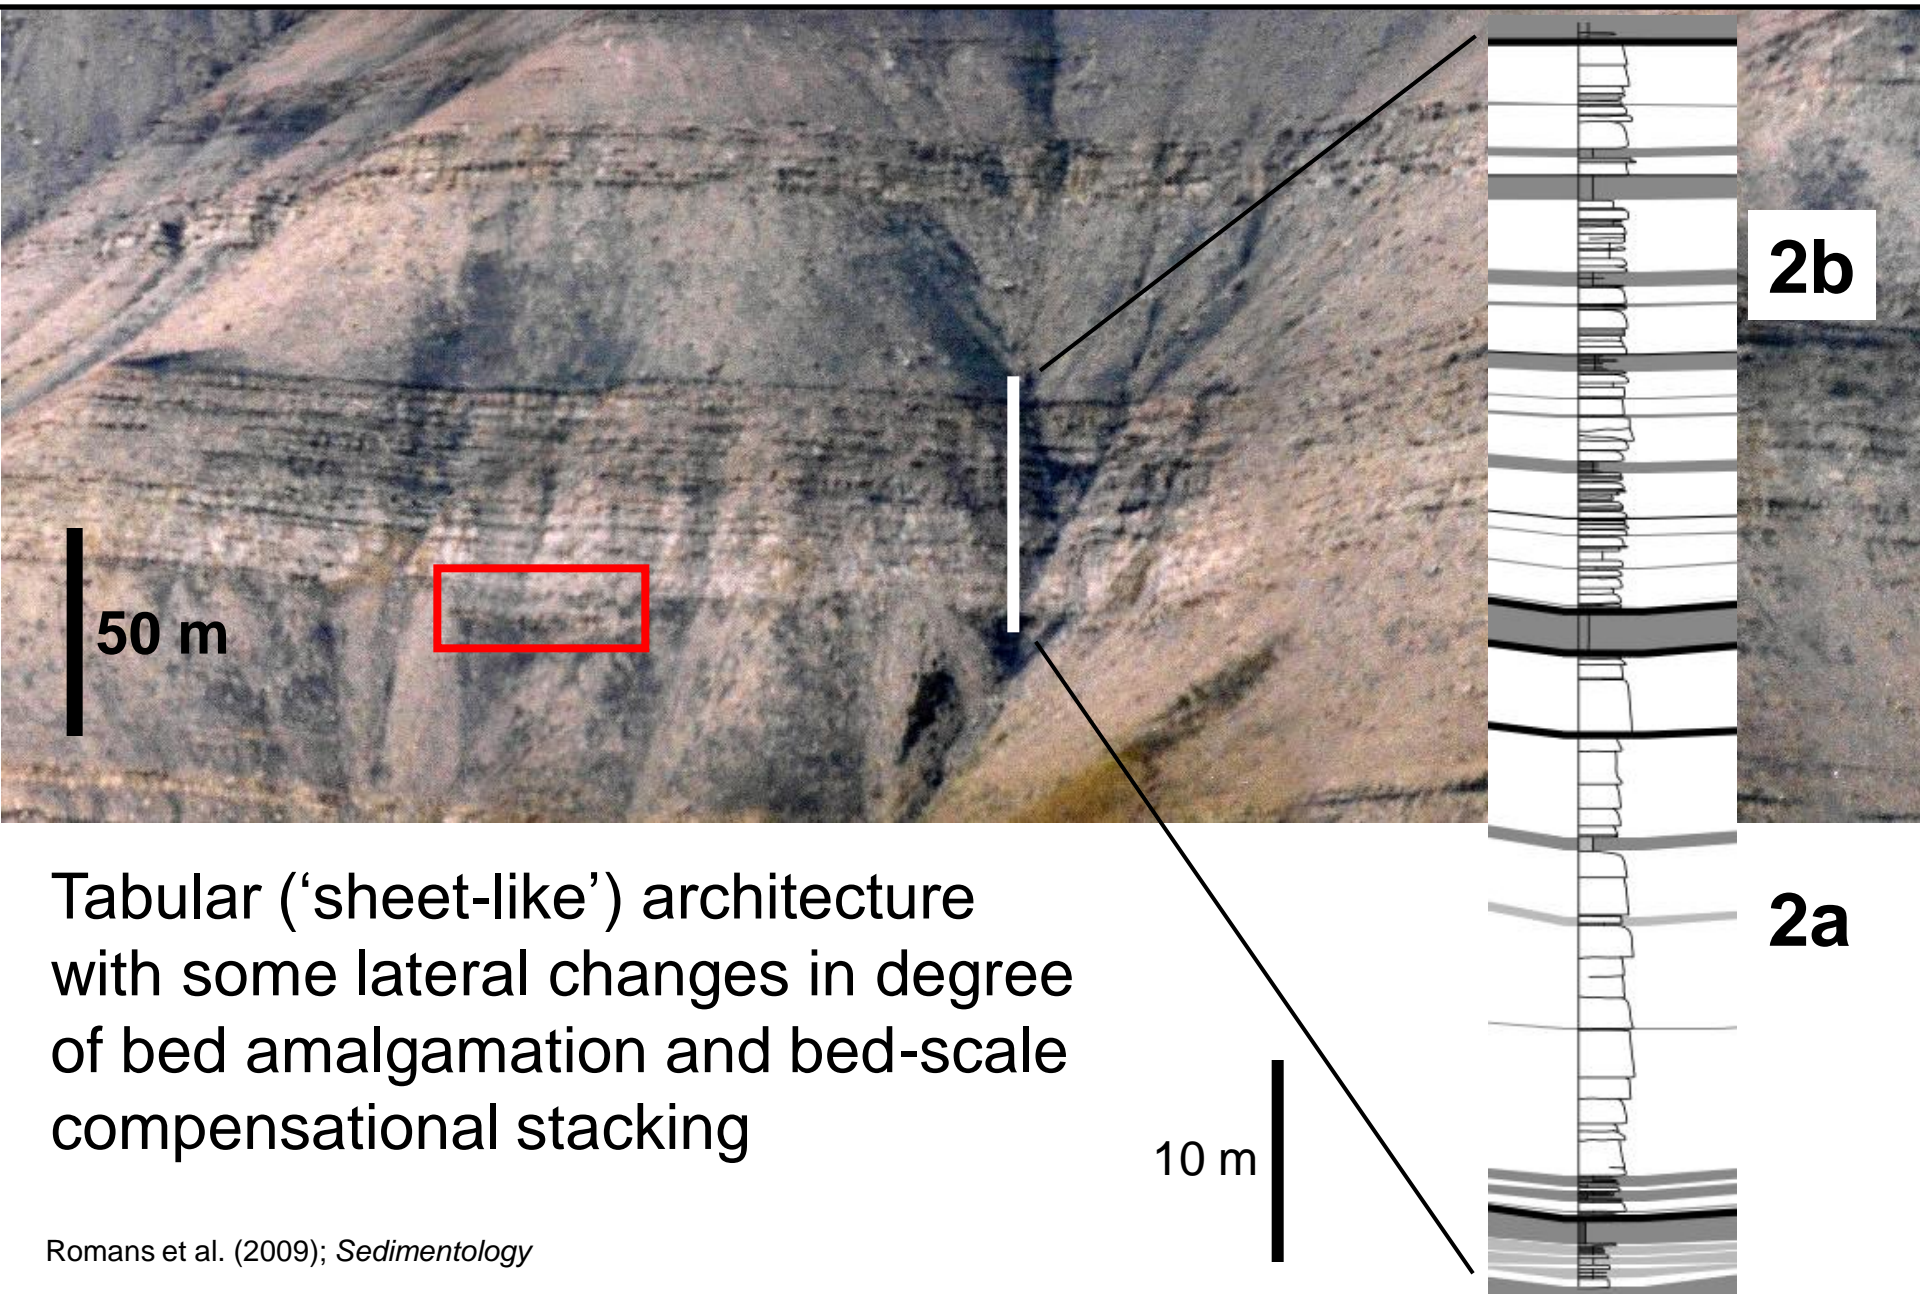 2b
50 m
2a
Tabular (‘sheet-like’) architecture
with some lateral changes in degree
of bed amalgamation and bed-scale
compensational stacking
10 m
Romans et al. (2009); Sedimentology